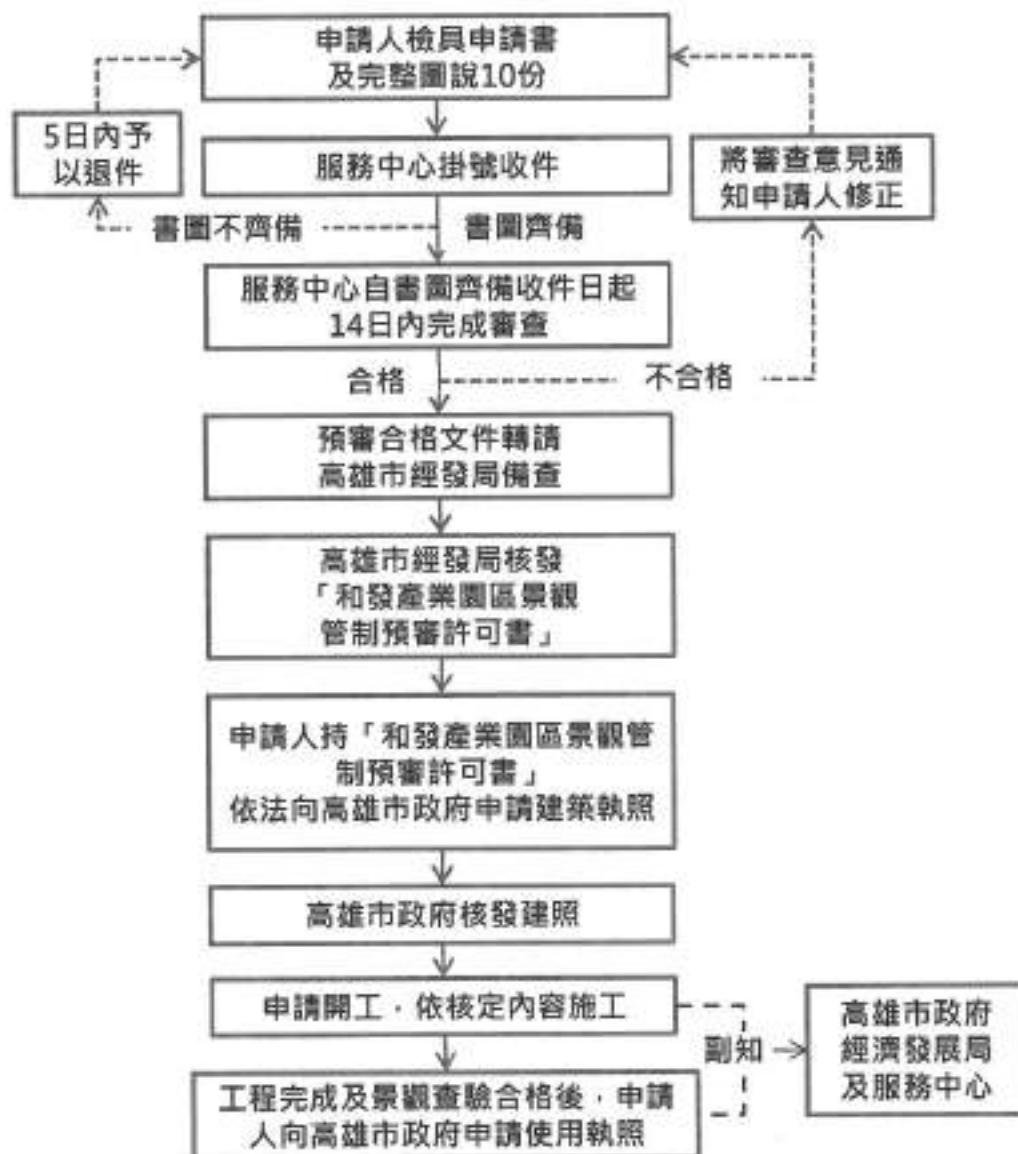 申請人檢具申請書
及完整圖說10份
5日內予
以退件
服務中心掛號收件
將審查意見通
知申請人修正
書圖不齊備
書圖齊備
服務中心自書圖齊備收件日起
14日內完成審查
合格
不合格
預審合格文件轉請
高雄市經發局備查
高雄市經發局核發
「和發產業園區景觀
管制預審許可書」
申請人持「和發產業園區景觀管
制預審許可書」
依法向高雄市政府申請建築執照
高雄市政府核發建照
申請開工，依核定內容施工
副知
高雄市政府
經濟發展局
及服務中心
工程完成及景觀查驗合格後，申請
人向高雄市政府申請使用執照